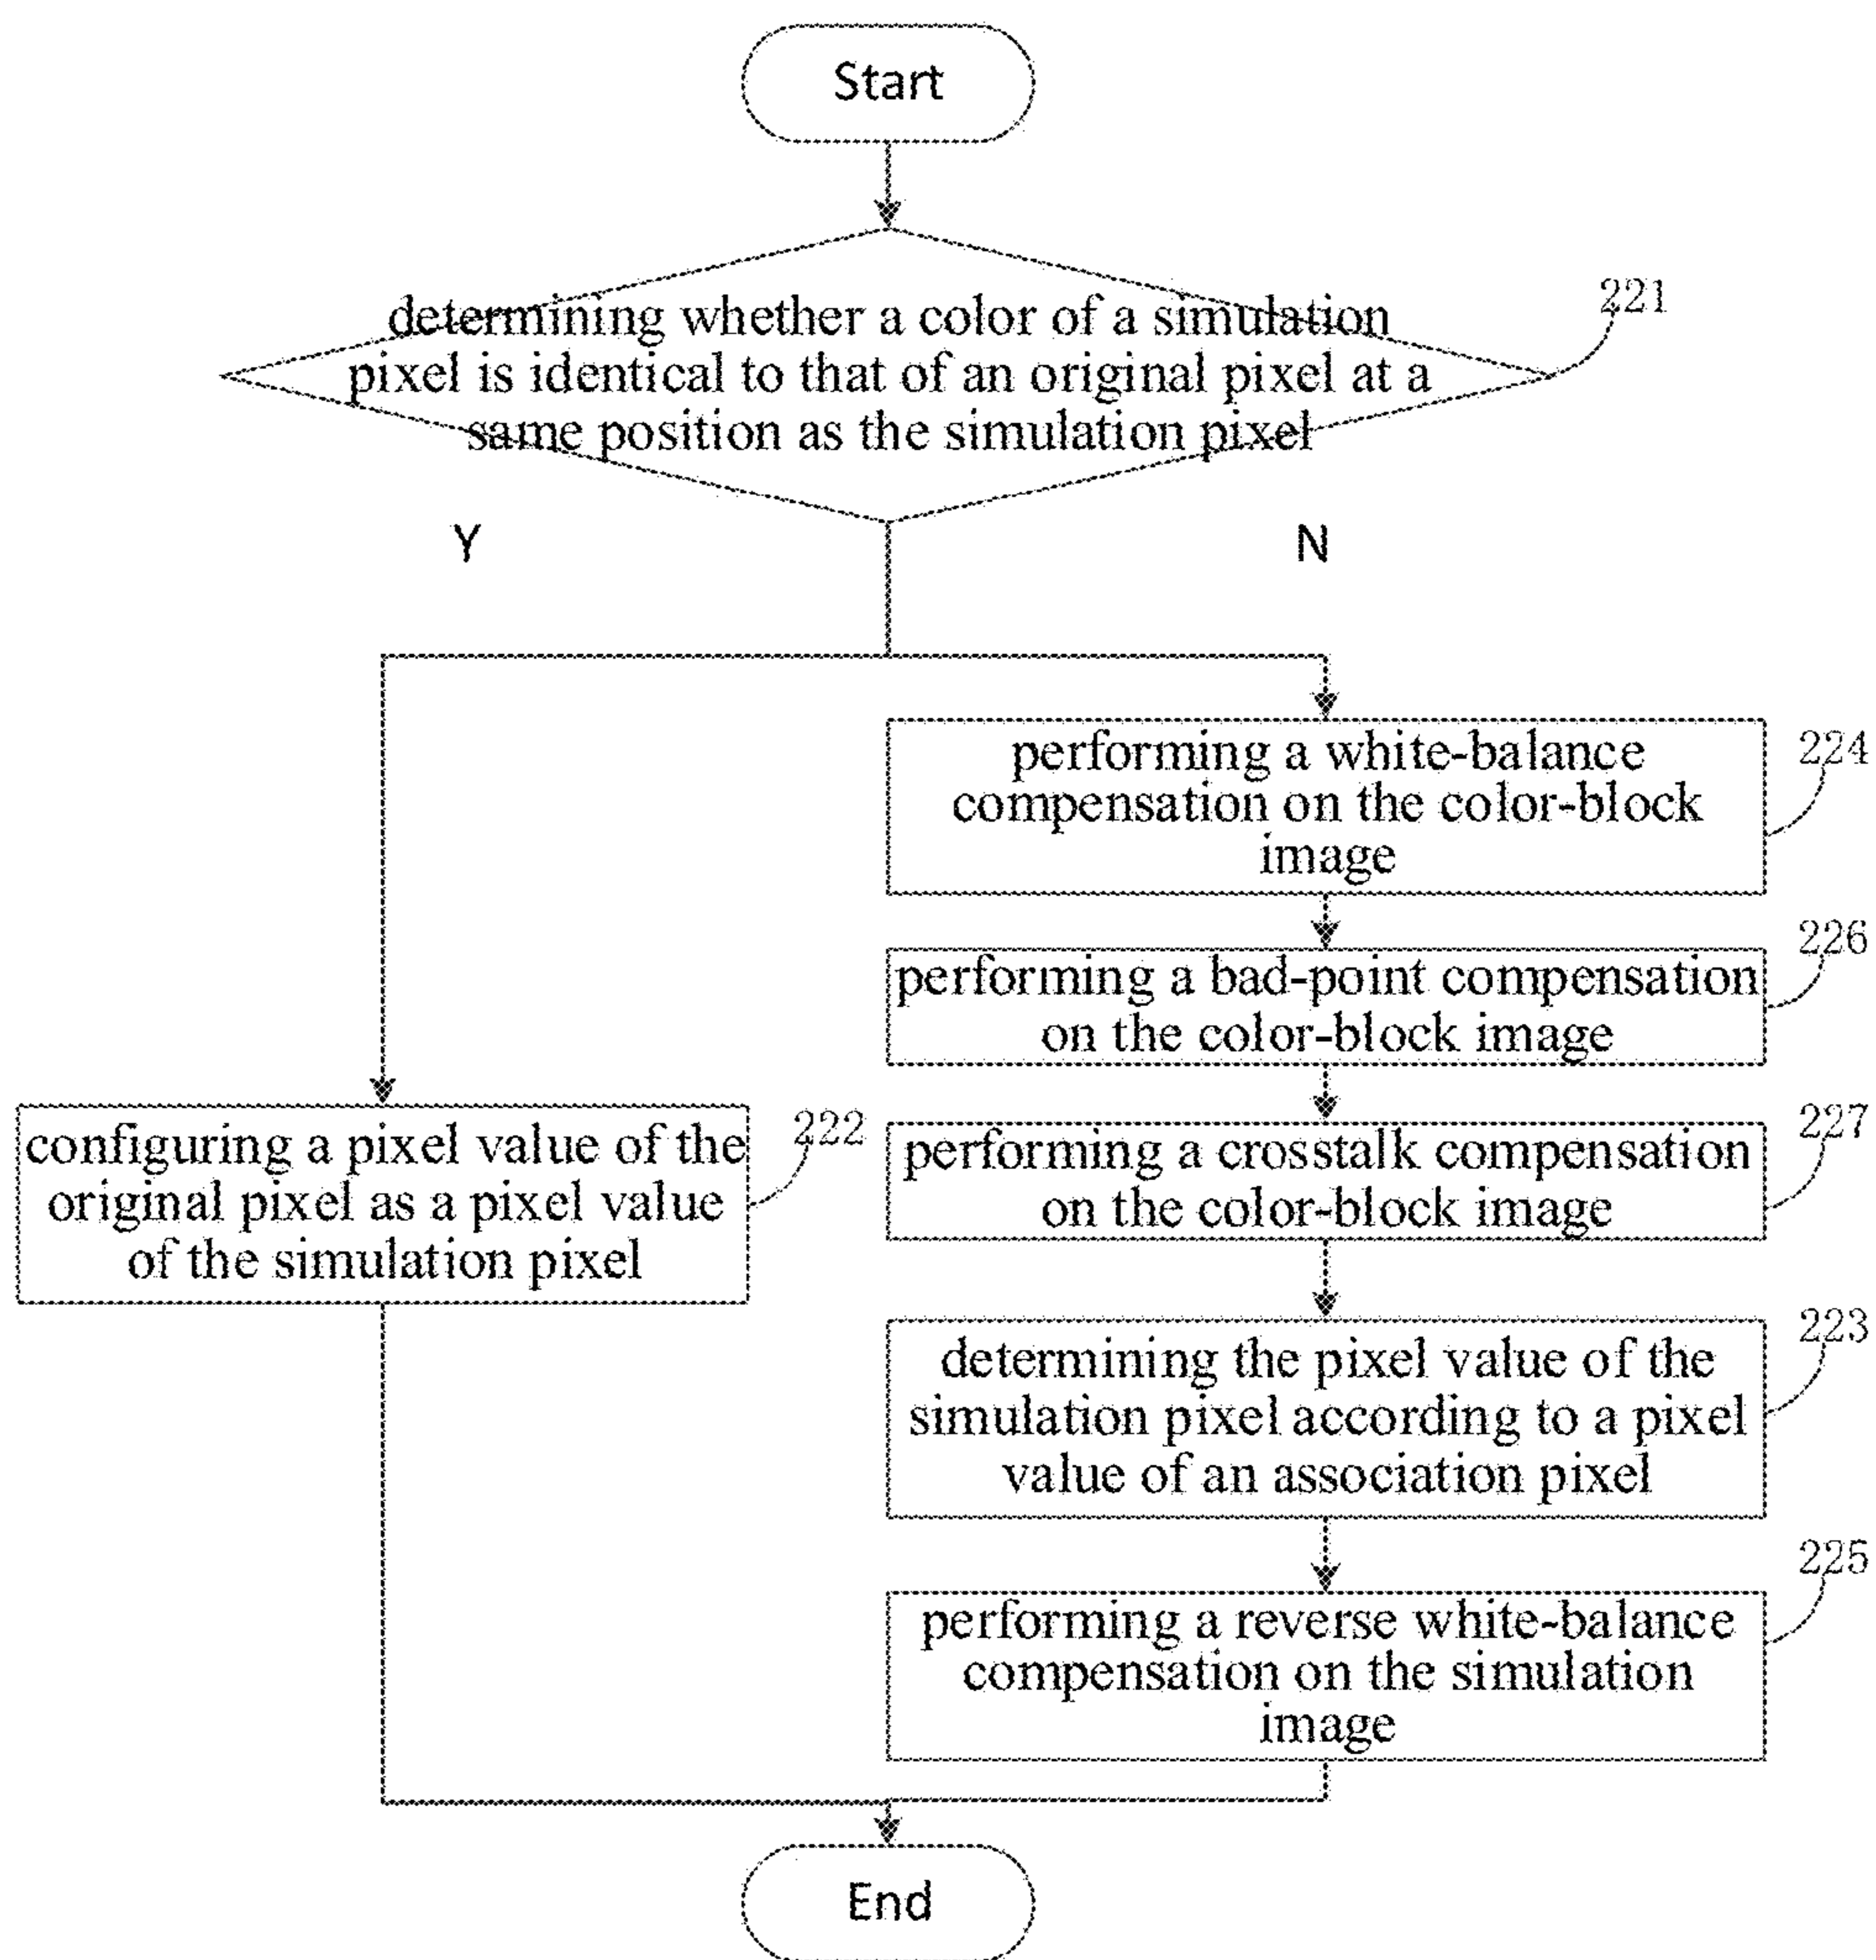 Start
determining whether a color of a simulation
pixel is identical to that of an original pixel at a
same position as the simulation pixel
221
Y
N
performing a white-balance
compensation on the color-block
image
224
performing a bad-point compensation
on the color-block image
226
configuring a pixel value of the
original pixel as a pixel value
of the simulation pixel
222
performing a crosstalk compensation
on the color-block image
227
determining the pixel value of the
simulation pixel according to a pixel
value of an association pixel
223
performing a reverse white-balance
compensation on the simulation
image
225
End